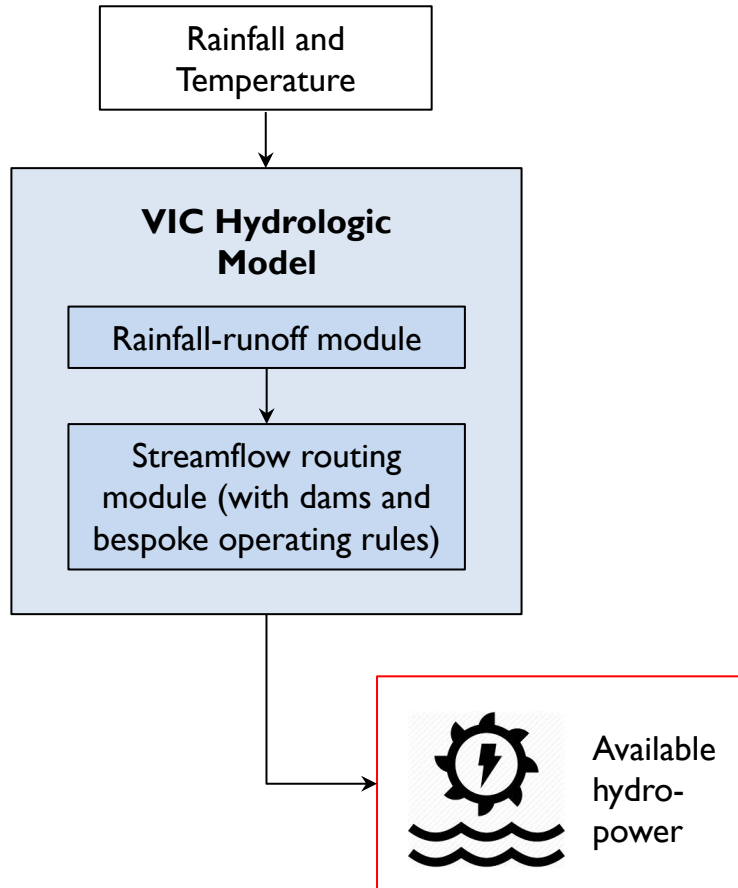 Rainfall and
Temperature
VIC Hydrologic
Model
Rainfall-runoff module
Streamflow routing
module (with dams and
bespoke operating rules)
Available
hydro-
power